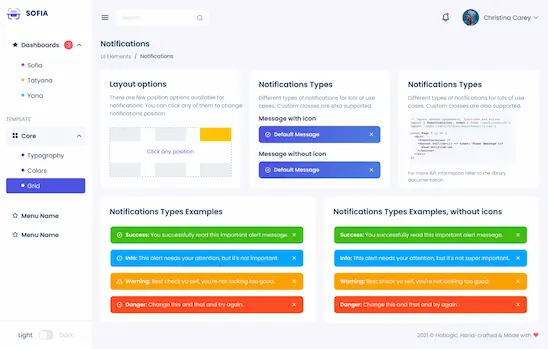 SOFIA
Search
Christina Carey
Dashboards 3
Sofia
Tatyana
Yana
TEMPLATE
Core
Typography
Colors
Grid
Menu Name
Menu Name
Light Dark
Notifications
UI Elements / Notifications
Layout options
There are few position options available for
notifications. You can click any of them to change
notifications position:
Click any position
Notifications Types
Different types of notifications for lots of use
cases. Custom classes are also supported.
Message with icon
Default Message
Message without icon
Default Message
Notifications Types
Different types of notifications for lots of use
cases. Custom classes are also supported.
For more API information refer to the library
documentation
Notifications Types Examples
Success: You successfully read this important alert message.
Info: This alert needs your attention, but it's not important.
Warning: Best check yo self, you're not looking too good.
Danger: Change this and that and try again.
Notifications Types Examples, without icons
Success: You successfully read this important alert message.
Info: This alert needs your attention, but it's not super important.
Warning: Best check yo self, you're not looking too good.
Danger: Change this and that and try again.
2021 © Flatlogic, Hand-crafted & Made with